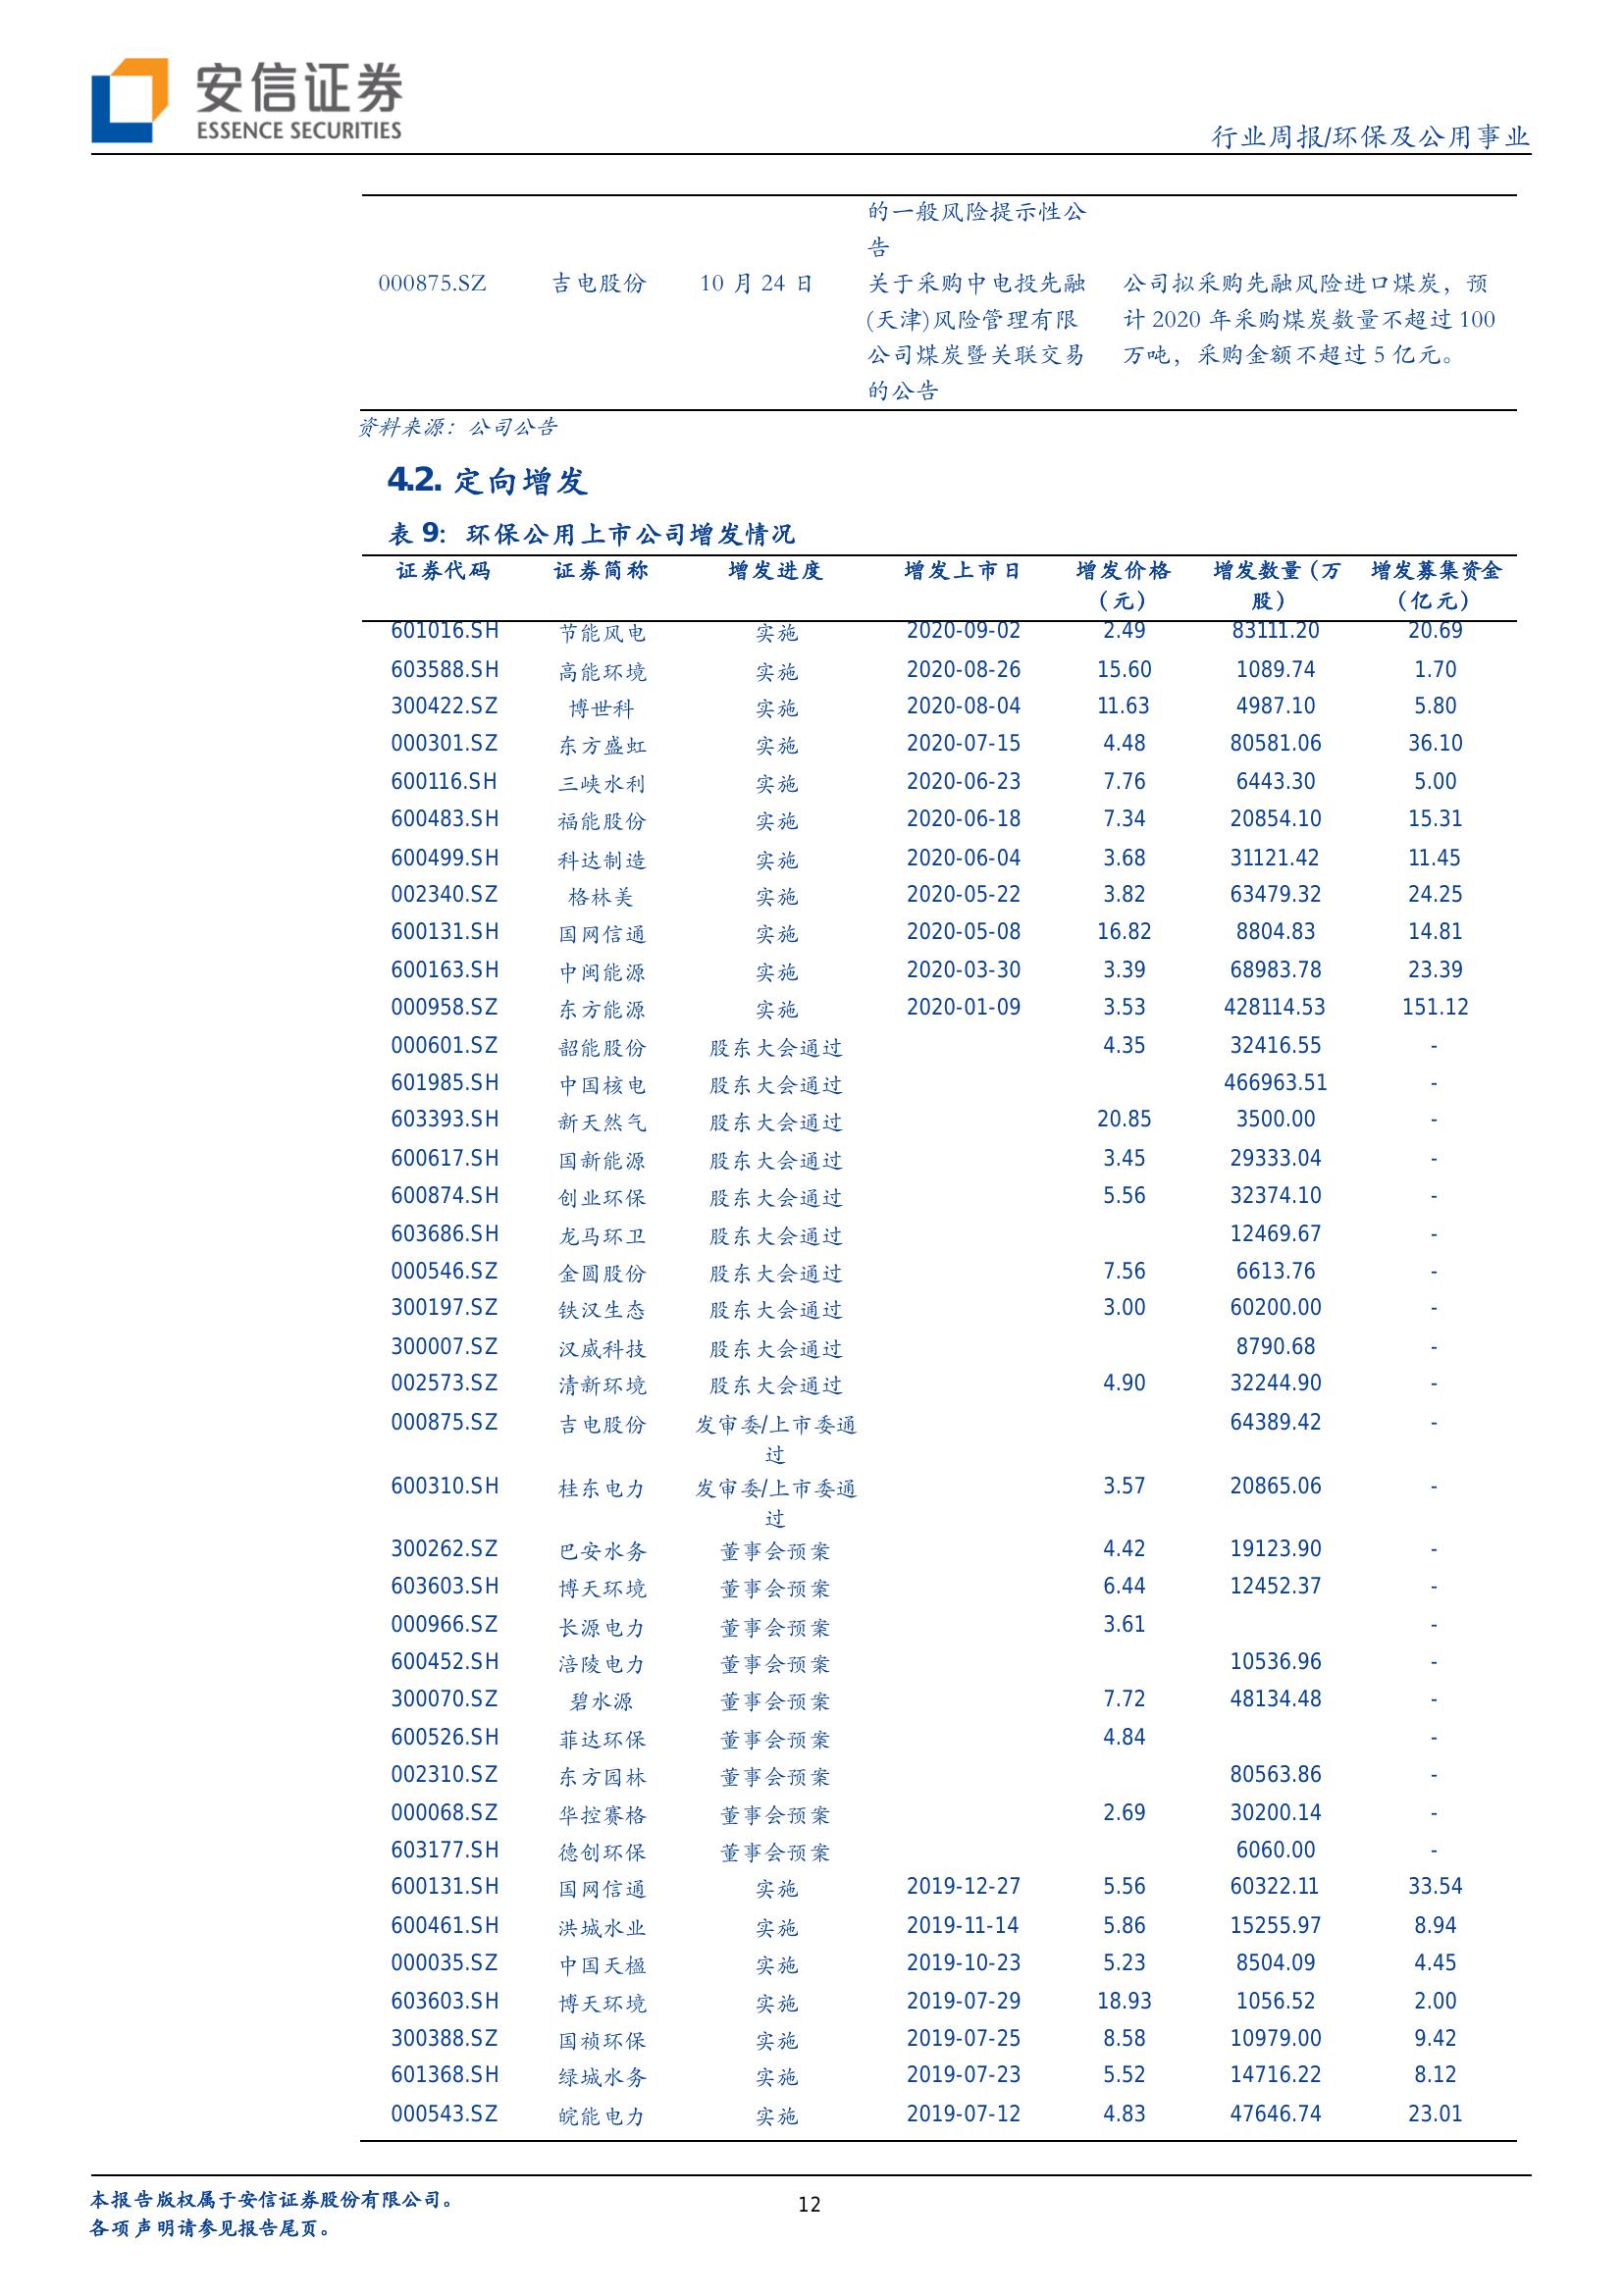 安信证券
ESSENCE SECURITIES
行业周报/环保及公用事业
的一般风险提示性公
告
000875.SZ 吉电股份 10 月 24 日 关于采购中电投先融 公司拟采购先融风险进口煤炭，预
(天津)风险管理有限 计 2020 年采购煤炭数量不超过 100
公司煤炭暨关联交易 万吨，采购金额不超过 5 亿元。
的公告
资料来源：公司公告
4.2. 定向增发
表 9：环保公用上市公司增发情况
证券代码 证券简称 增发进度 增发上市日 增发价格 增发数量（万 增发募集资金
（元） 股） （亿元）
601016.SH 节能风电 实施 2020-09-02 2.49 83111.20 20.69
603588.SH 高能环境 实施 2020-08-26 15.60 1089.74 1.70
300422.SZ 博世科 实施 2020-08-04 11.63 4987.10 5.80
000301.SZ 东方盛虹 实施 2020-07-15 4.48 80581.06 36.10
600116.SH 三峡水利 实施 2020-06-23 7.76 6443.30 5.00
600483.SH 福能股份 实施 2020-06-18 7.34 20854.10 15.31
600499.SH 科达制造 实施 2020-06-04 3.68 31121.42 11.45
002340.SZ 格林美 实施 2020-05-22 3.82 63479.32 24.25
600131.SH 国网信通 实施 2020-05-08 16.82 8804.83 14.81
600163.SH 中闽能源 实施 2020-03-30 3.39 68983.78 23.39
000958.SZ 东方能源 实施 2020-01-09 3.53 428114.53 151.12
000601.SZ 韶能股份 股东大会通过 4.35 32416.55 -
601985.SH 中国核电 股东大会通过 466963.51 -
603393.SH 新天然气 股东大会通过 20.85 3500.00 -
600617.SH 国新能源 股东大会通过 3.45 29333.04 -
600874.SH 创业环保 股东大会通过 5.56 32374.10 -
603686.SH 龙马环卫 股东大会通过 12469.67 -
000546.SZ 金圆股份 股东大会通过 7.56 6613.76 -
300197.SZ 铁汉生态 股东大会通过 3.00 60200.00 -
300007.SZ 汉威科技 股东大会通过 8790.68 -
002573.SZ 清新环境 股东大会通过 4.90 32244.90 -
000875.SZ 吉电股份 发审委/上市委通 64389.42 -
过
600310.SH 桂东电力 发审委/上市委通 3.57 20865.06 -
过
300262.SZ 巴安水务 董事会预案 4.42 19123.90 -
603603.SH 博天环境 董事会预案 6.44 12452.37 -
000966.SZ 长源电力 董事会预案 3.61 -
600452.SH 涪陵电力 董事会预案 10536.96 -
300070.SZ 碧水源 董事会预案 7.72 48134.48 -
600526.SH 菲达环保 董事会预案 4.84 -
002310.SZ 东方园林 董事会预案 80563.86 -
000068.SZ 华控赛格 董事会预案 2.69 30200.14 -
603177.SH 德创环保 董事会预案 6060.00 -
600131.SH 国网信通 实施 2019-12-27 5.56 60322.11 33.54
600461.SH 洪城水业 实施 2019-11-14 5.86 15255.97 8.94
000035.SZ 中国天楹 实施 2019-10-23 5.23 8504.09 4.45
603603.SH 博天环境 实施 2019-07-29 18.93 1056.52 2.00
300388.SZ 国祯环保 实施 2019-07-25 8.58 10979.00 9.42
601368.SH 绿城水务 实施 2019-07-23 5.52 14716.22 8.12
000543.SZ 皖能电力 实施 2019-07-12 4.83 47646.74 23.01
本报告版权属于安信证券股份有限公司。
12
各项声明请参见报告尾页。